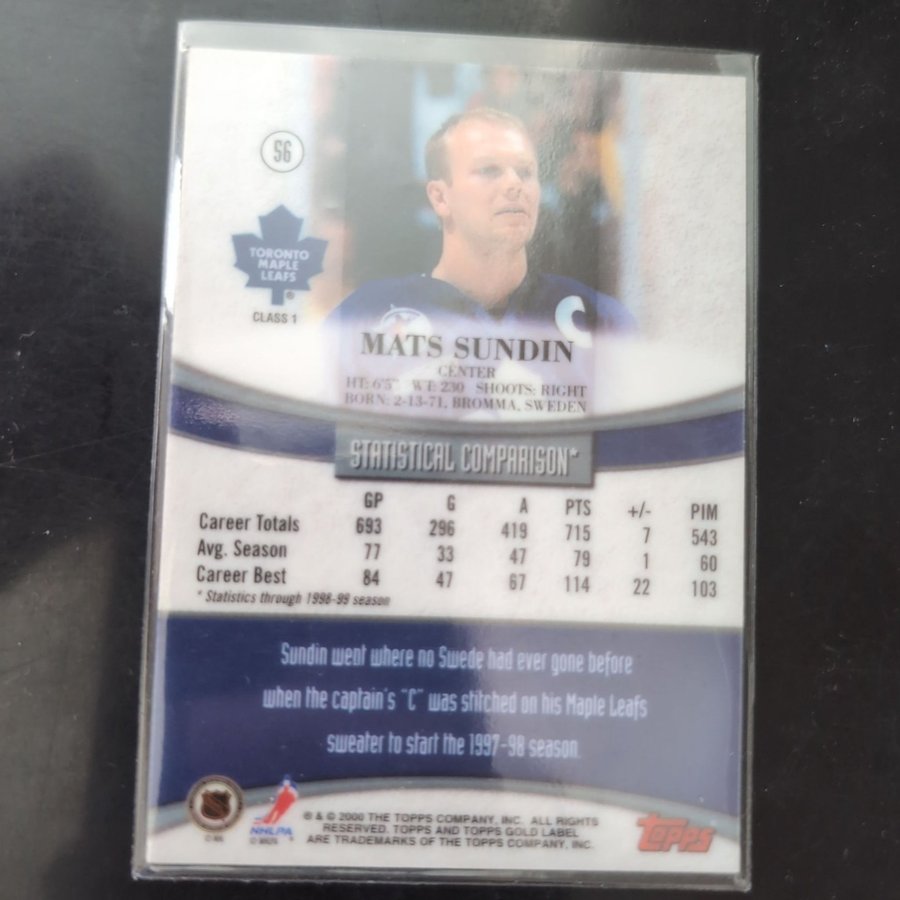 56
TORONTO
MAPLE
LEAFS
®
CLASS 1
C
MATS SUNDIN
CENTER
HT: 6'5" WT: 230 SHOOTS: RIGHT
BORN: 2-13-71, BROMMA, SWEDEN
STATISTICAL COMPARISON*
GP G A PTS +/- PIM
Career Totals 693 296 419 715 7 543
Avg. Season 77 33 47 79 1 60
Career Best 84 47 67 114 22 103
* Statistics through 1998-99 season
Sundin went where no Swede had ever gone before
when the captain's "C" was stitched on his Maple Leafs
sweater to start the 1997-98 season.
NHL
NHLPA
® & © 2000 THE TOPPS COMPANY, INC. ALL RIGHTS
RESERVED. TOPPS AND TOPPS GOLD LABEL
ARE TRADEMARKS OF THE TOPPS COMPANY, INC.
Topps